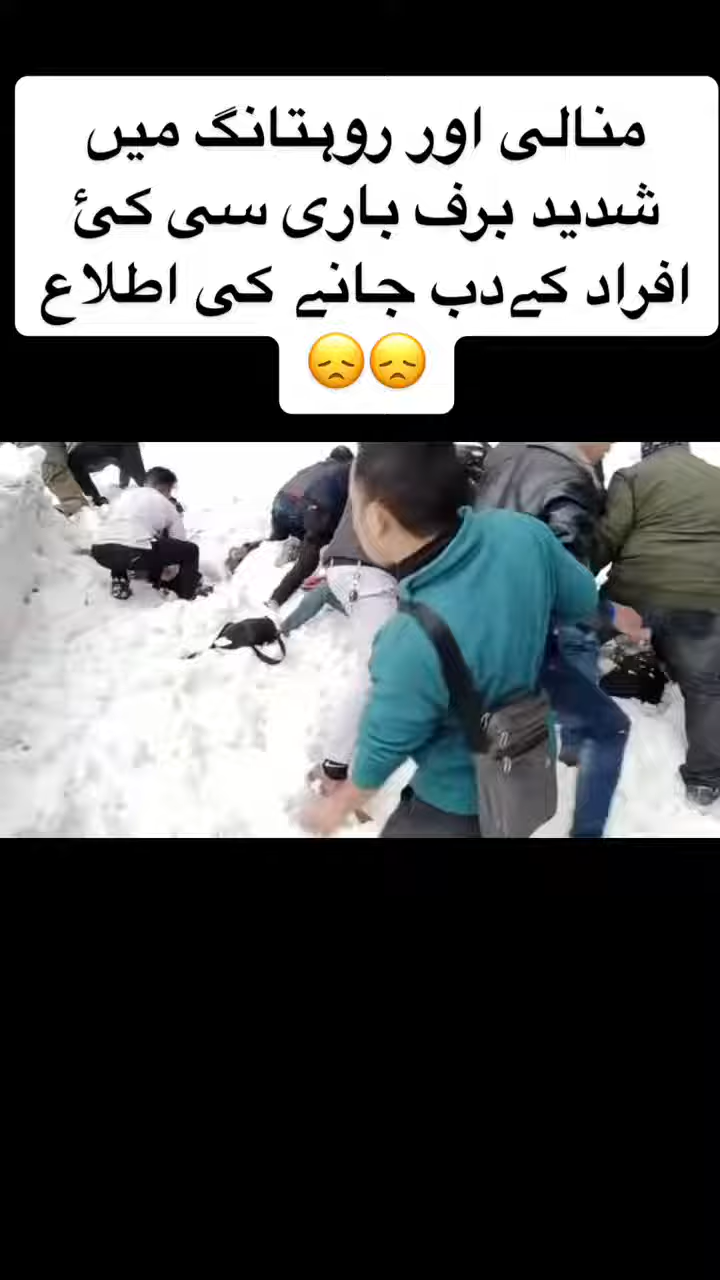 منالی اور روہتانگ میں
شدید برف باری سی کئ
افراد کےدب جانے کی اطلاع
😞😞